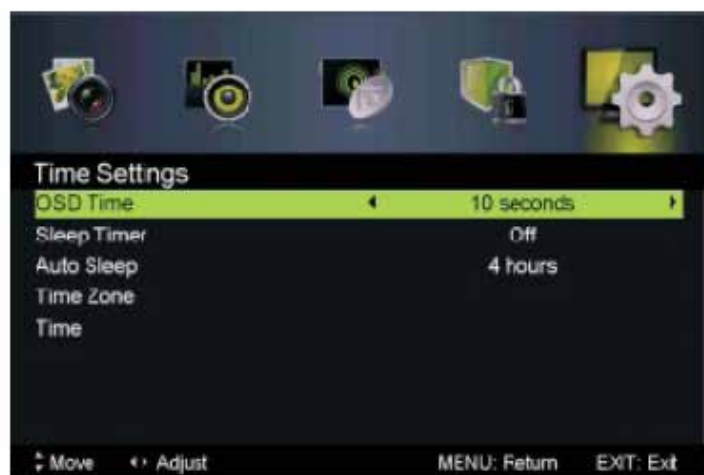 Time Settings
OSD Time 10 seconds
Sleep Timer Off
Auto Sleep 4 hours
Time Zone
Time
Move Adjust MENU: Return EXIT: Exit